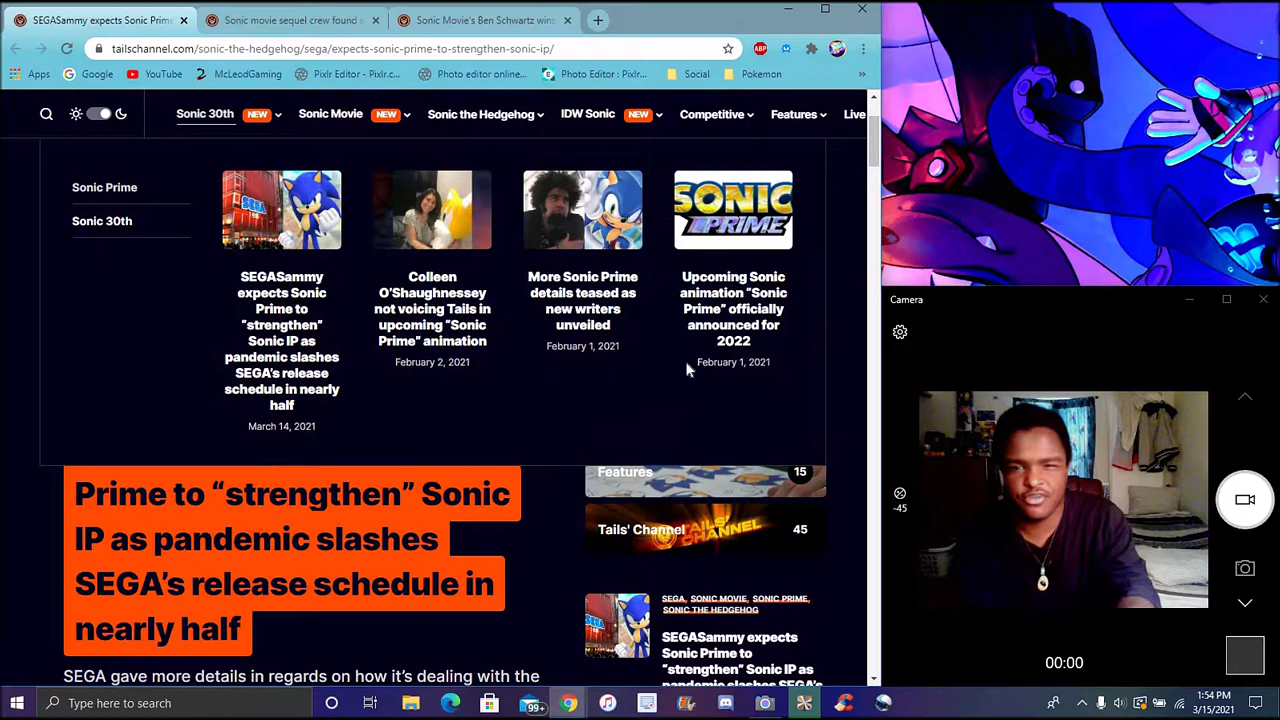 SEGASammy expects Sonic Prime
Sonic movie sequel crew found s
Sonic Movie's Ben Schwartz wins
tailschannel.com/sonic-the-hedgehog/sega/expects-sonic-prime-to-strengthen-sonic-ip/
ABP
Apps
Google
YouTube
McLeodGaming
Pixlr Editor - Pixlr.c...
Photo editor online...
Photo Editor : Pixlr...
Social
Pokemon
»
Sonic 30th NEW
Sonic Movie NEW
Sonic the Hedgehog
IDW Sonic NEW
Competitive
Features
Live
Sonic Prime
Sonic 30th
SEGA
SONIC
PRIME
SEGASammy
expects Sonic
Prime to
“strengthen”
Sonic IP as
pandemic slashes
SEGA’s release
schedule in nearly
half
March 14, 2021
Colleen
O’Shaughnessey
not voicing Tails in
upcoming “Sonic
Prime” animation
February 2, 2021
More Sonic Prime
details teased as
new writers
unveiled
February 1, 2021
Upcoming Sonic
animation “Sonic
Prime” officially
announced for
2022
February 1, 2021
Prime to “strengthen” Sonic
IP as pandemic slashes
SEGA’s release schedule in
nearly half
SEGA gave more details in regards on how it’s dealing with the
Features 15
Tails' Channel 45
TAILS' CHANNEL
SEGA, SONIC MOVIE, SONIC PRIME,
SONIC THE HEDGEHOG
SEGASammy expects
Sonic Prime to
“strengthen” Sonic IP as
pandemic slashes SEGA’s
Camera
-45
00:00
Type here to search
99+
1:54 PM
3/15/2021